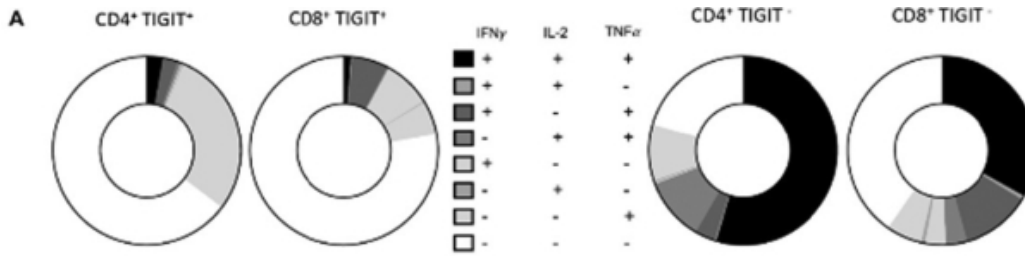 A
CD4⁺ TIGIT⁺
CD8⁺ TIGIT⁺
IFNγ IL-2 TNFα
+ + +
+ + -
+ - +
- + +
+ - -
- + -
- - +
- - -
CD4⁺ TIGIT⁻
CD8⁺ TIGIT⁻